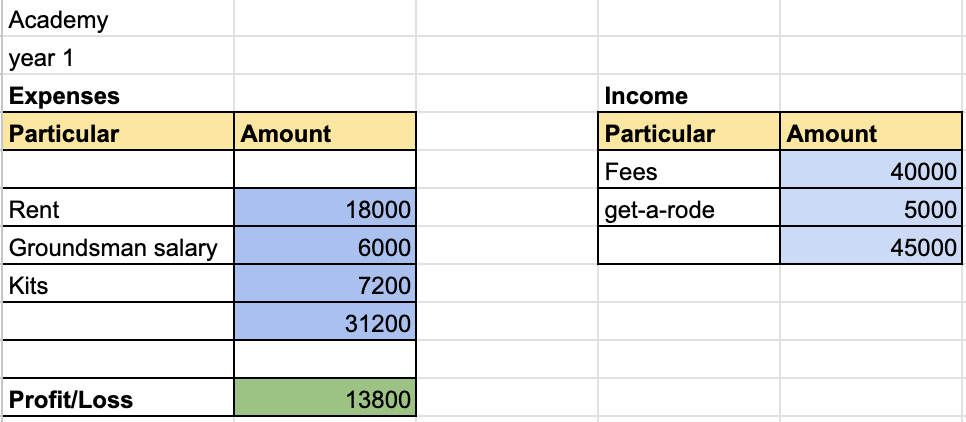 Academy
year 1
Expenses Income
Particular Amount Particular Amount
Fees 40000
Rent 18000 get-a-rode 5000
Groundsman salary 6000 45000
Kits 7200
31200
Profit/Loss 13800